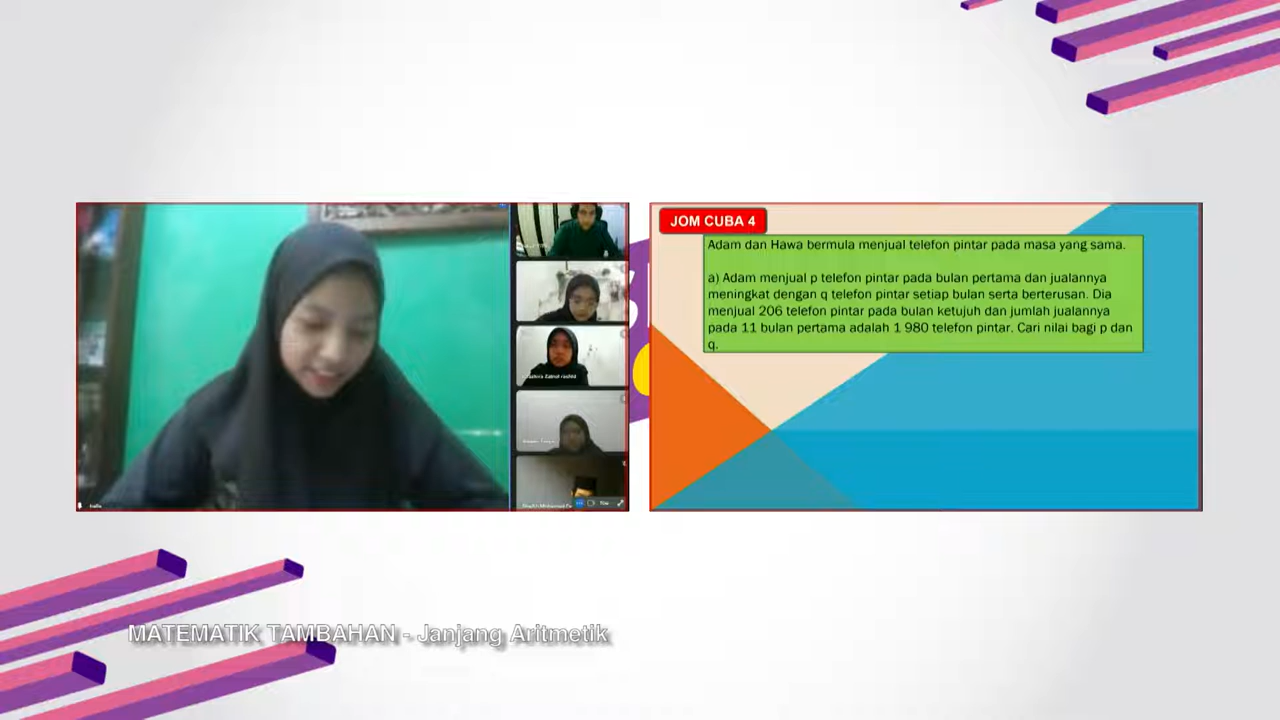 JOM CUBA 4
Adam dan Hawa bermula menjual telefon pintar pada masa yang sama.
a) Adam menjual p telefon pintar pada bulan pertama dan jualannya
meningkat dengan q telefon pintar setiap bulan serta berterusan. Dia
menjual 206 telefon pintar pada bulan ketujuh dan jumlah jualannya
pada 11 bulan pertama adalah 1 980 telefon pintar. Cari nilai bagi p dan
q.
MATEMATIK TAMBAHAN - Janjang Aritmetik